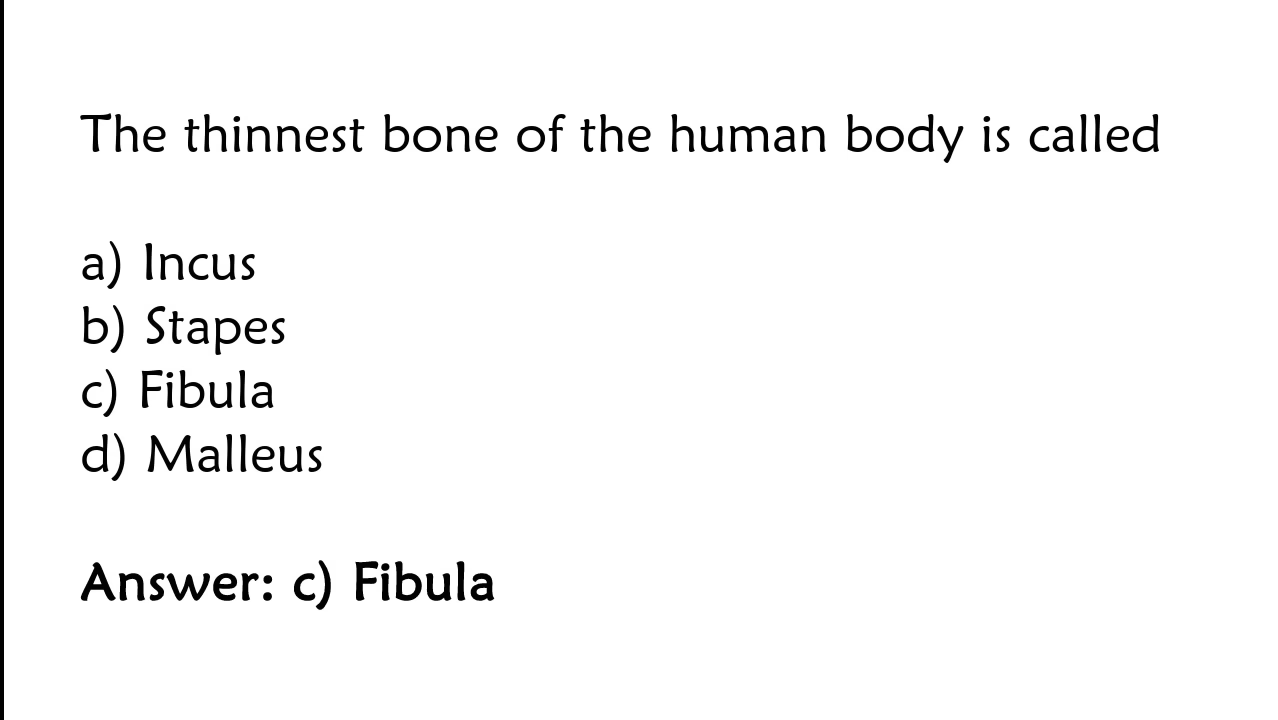 The thinnest bone of the human body is called
a) Incus
b) Stapes
c) Fibula
d) Malleus
Answer: c) Fibula